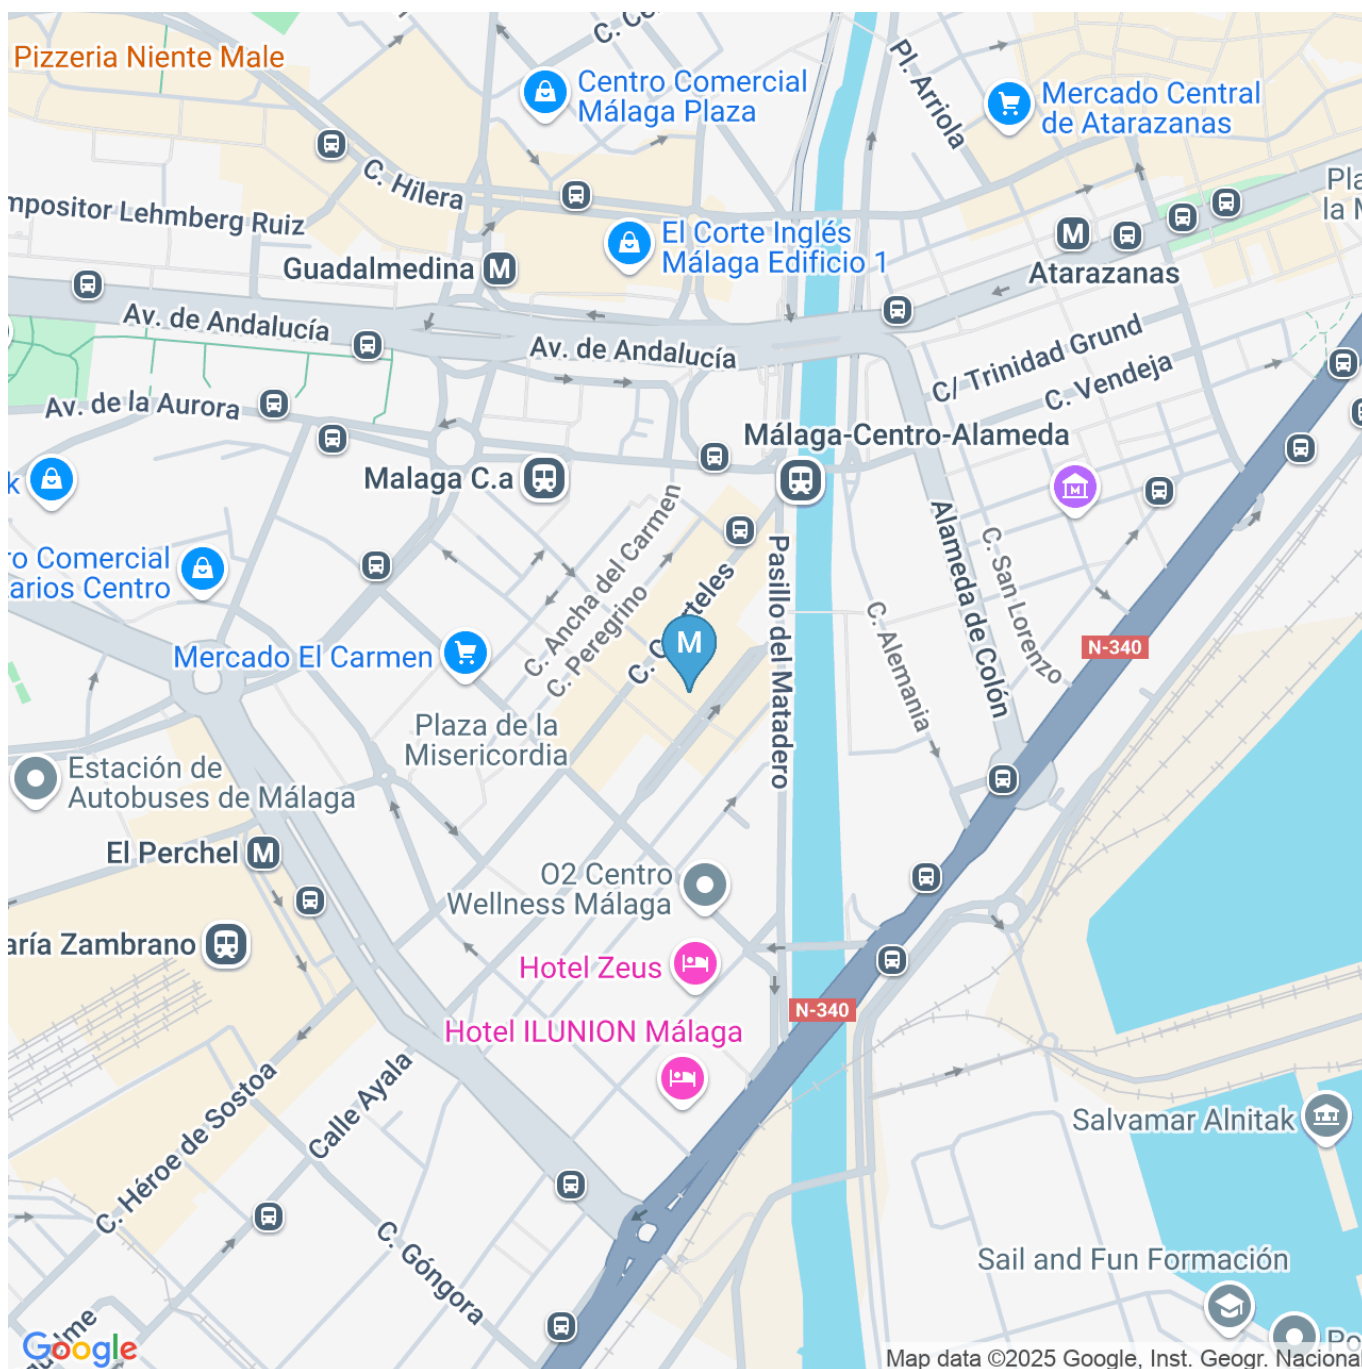 Pizzeria Niente Male
Centro Comercial
Málaga Plaza
Pl. Arriola
Mercado Central
de Atarazanas
C. Hilera
mpositor Lehmberg Ruiz
El Corte Inglés
Málaga Edificio 1
Guadalmedina
M
M
Atarazanas
Av. de Andalucía
Av. de Andalucía
C/ Trinidad Grund
C. Vendeja
Av. de la Aurora
Málaga-Centro-Alameda
Malaga C.a
k
M
C. Ancha del Carmen
C. Peregrino
Pasillo del Matadero
Alameda de Colón
C. San Lorenzo
C. Alemania
ro Comercial
arios Centro
Mercado El Carmen
M
N-340
Plaza de la
Misericordia
Estación de
Autobuses de Málaga
El Perchel
M
O2 Centro
Wellness Málaga
aría Zambrano
Hotel Zeus
N-340
Hotel ILUNION Málaga
C. Héroe de Sostoa
Calle Ayala
Salvamar Alnitak
C. Góngora
Sail and Fun Formación
Google
Po
Map data ©2025 Google, Inst. Geogr. Naciona